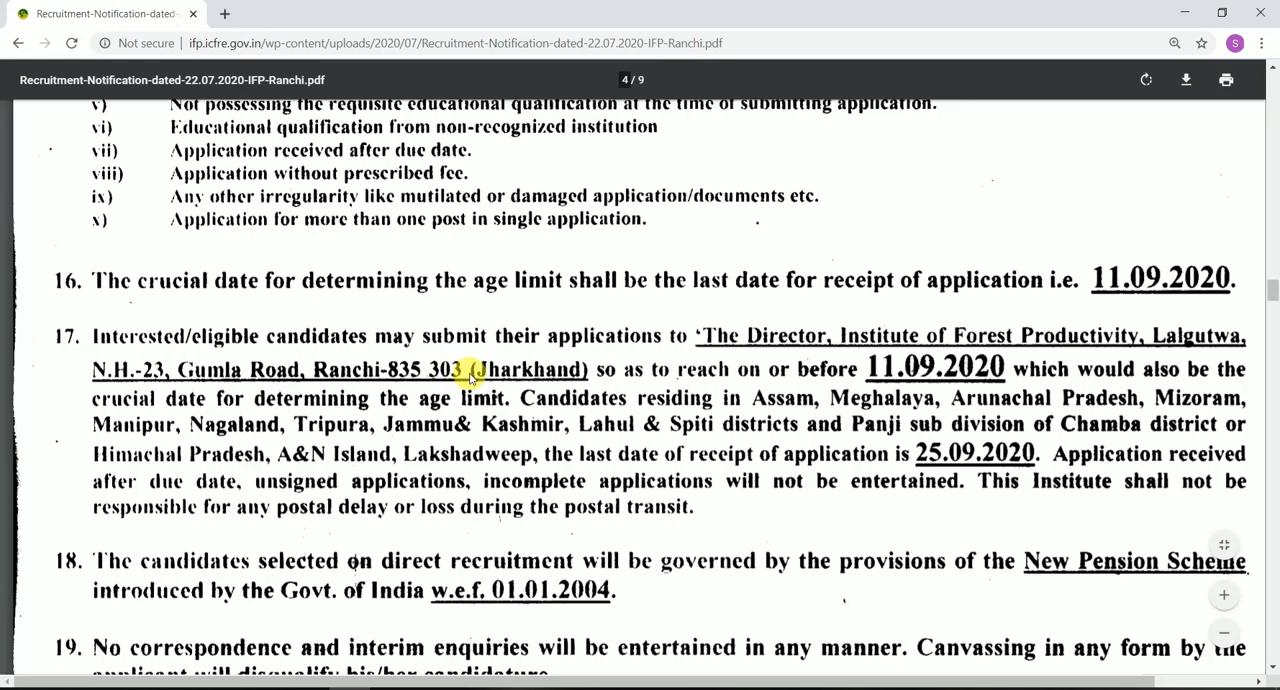 Recruitment-Notification-dated-
Not secure | ifp.icfre.gov.in/wp-content/uploads/2020/07/Recruitment-Notification-dated-22.07.2020-IFP-Ranchi.pdf
S
Recruitment-Notification-dated-22.07.2020-IFP-Ranchi.pdf
4 / 9
v) Not possessing the requisite educational qualification at the time of submitting application.
vi) Educational qualification from non-recognized institution
vii) Application received after due date.
viii) Application without prescribed fee.
ix) Any other irregularity like mutilated or damaged application/documents etc.
x) Application for more than one post in single application.
16. The crucial date for determining the age limit shall be the last date for receipt of application i.e. 11.09.2020.
17. Interested/eligible candidates may submit their applications to ‘The Director, Institute of Forest Productivity, Lalgutwa,
N.H.-23, Gumla Road, Ranchi-835 303 (Jharkhand) so as to reach on or before 11.09.2020 which would also be the
crucial date for determining the age limit. Candidates residing in Assam, Meghalaya, Arunachal Pradesh, Mizoram,
Manipur, Nagaland, Tripura, Jammu& Kashmir, Lahul & Spiti districts and Panji sub division of Chamba district or
Himachal Pradesh, A&N Island, Lakshadweep, the last date of receipt of application is 25.09.2020. Application received
after due date, unsigned applications, incomplete applications will not be entertained. This Institute shall not be
responsible for any postal delay or loss during the postal transit.
18. The candidates selected on direct recruitment will be governed by the provisions of the New Pension Scheme
introduced by the Govt. of India w.e.f. 01.01.2004.
19. No correspondence and interim enquiries will be entertained in any manner. Canvassing in any form by the
applicant will disqualify his/her candidature.